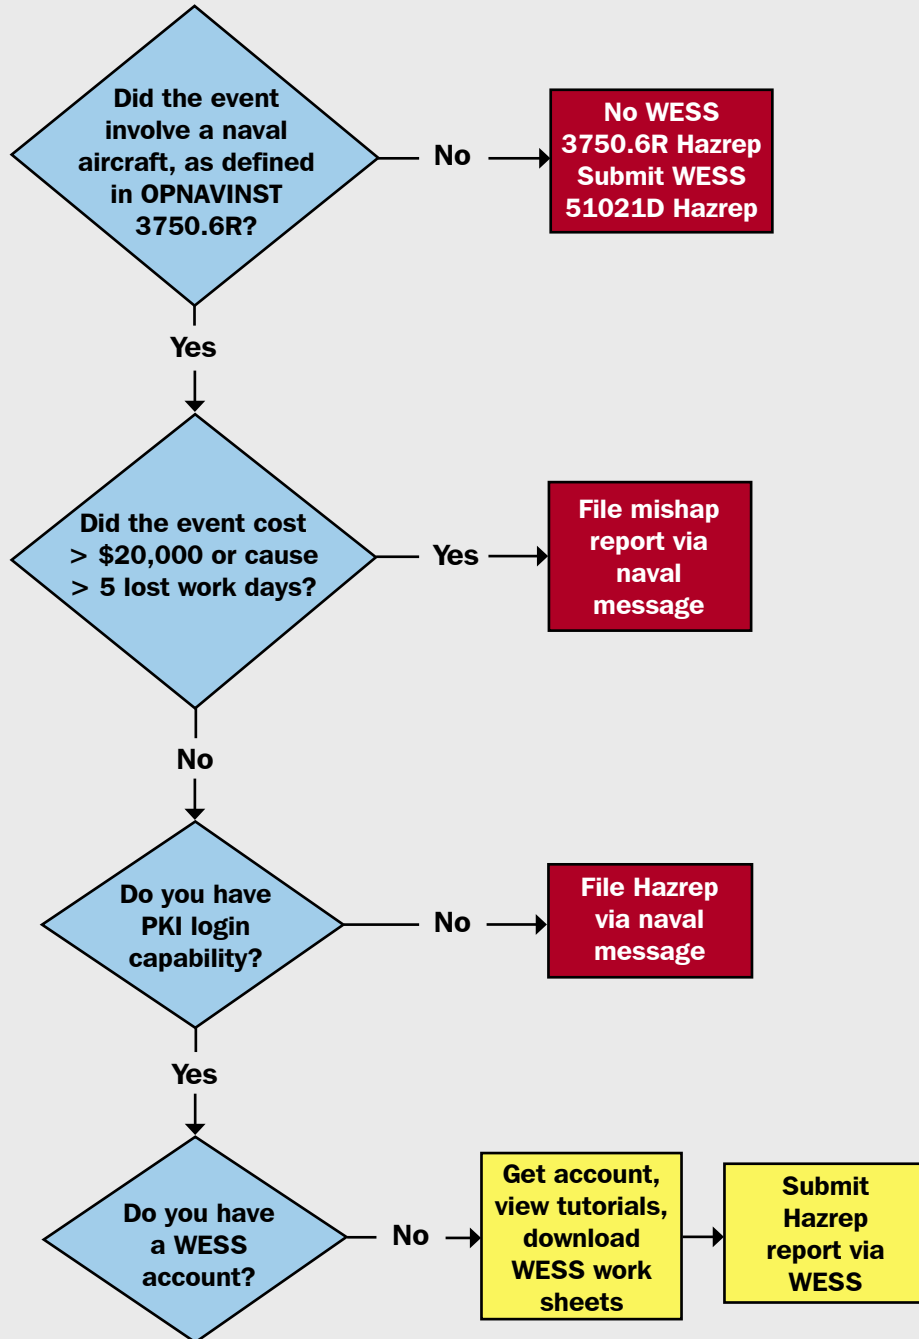 Did the event
involve a naval
aircraft, as defined
in OPNAVINST
3750.6R?
No
No WESS
3750.6R Hazrep
Submit WESS
51021D Hazrep
Yes
Did the event cost
> $20,000 or cause
> 5 lost work days?
Yes
File mishap
report via
naval
message
No
Do you have
PKI login
capability?
No
File Hazrep
via naval
message
Yes
Do you have
a WESS
account?
No
Get account,
view tutorials,
download
WESS work
sheets
Submit
Hazrep
report via
WESS